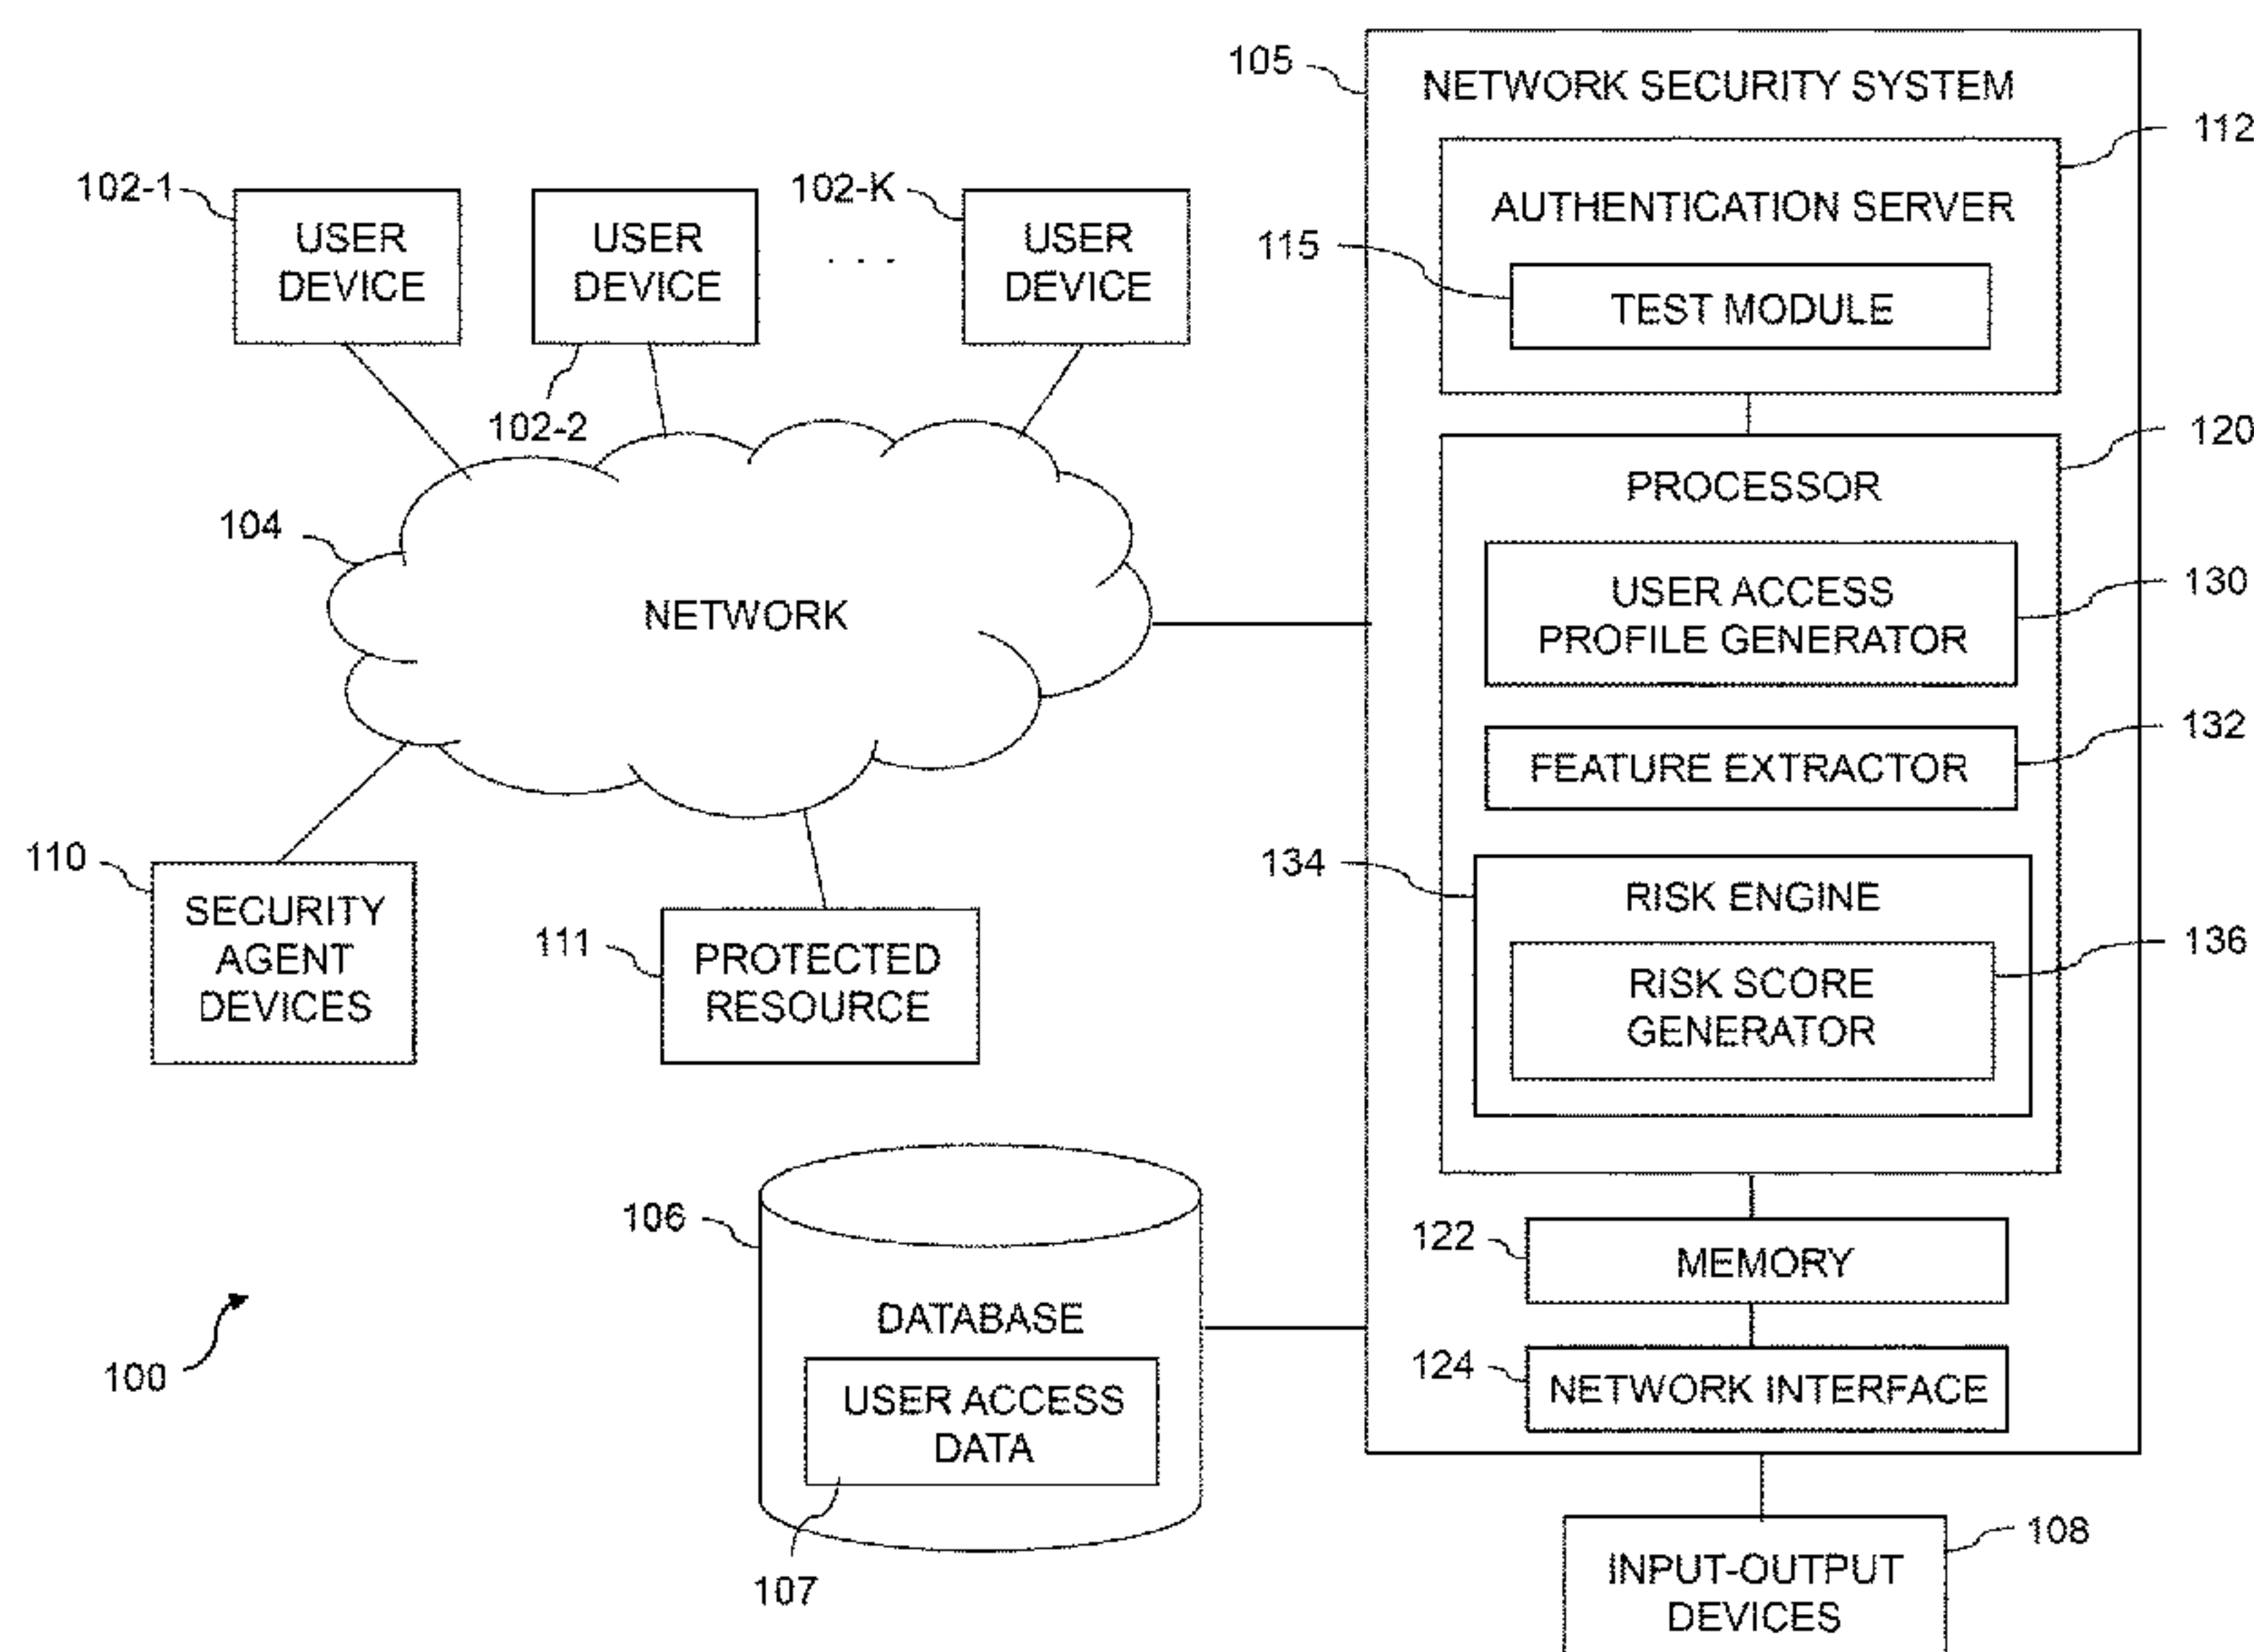 105
NETWORK SECURITY SYSTEM
112
AUTHENTICATION SERVER
115
TEST MODULE
102-1
USER
DEVICE
102-2
USER
DEVICE
. . .
102-K
USER
DEVICE
120
PROCESSOR
104
NETWORK
USER ACCESS
PROFILE GENERATOR
130
FEATURE EXTRACTOR
132
110
SECURITY
AGENT
DEVICES
111
PROTECTED
RESOURCE
134
RISK ENGINE
136
RISK SCORE
GENERATOR
106
DATABASE
USER ACCESS
DATA
107
122
MEMORY
124
NETWORK INTERFACE
100
108
INPUT-OUTPUT
DEVICES